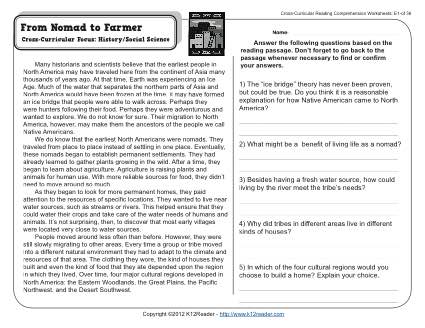 Cross-Curricular Reading Comprehension Worksheets: E-1 of 36
From Nomad to Farmer
Cross-Curricular Focus: History/Social Science
Name
Answer the following questions based on the
reading passage. Don't forget to go back to the
passage whenever necessary to find or confirm
your answers.
Many historians and scientists believe that the earliest people in
North America may have traveled here from the continent of Asia many
thousands of years ago. At that time, Earth was experiencing an Ice
Age. Much of the water that separates the northern parts of Asia and
North America would have been frozen at the time. It may have formed
an ice bridge that people were able to walk across. Perhaps they
were hunters following their food. Perhaps they were adventurous and
wanted to explore. We do not know for sure. Their migration to North
America, however, may make them the ancestors of the people we call
Native Americans.
We do know that the earliest North Americans were nomads. They
traveled from place to place instead of settling in one place. Eventually,
these nomads began to establish permanent settlements. They had
already learned to gather plants growing in the wild. After a time, they
began to learn about agriculture. Agriculture is raising plants and
animals for human use. With more reliable sources for food, they didn't
need to move around so much.
As they began to look for more permanent homes, they paid
attention to the resources of specific locations. They wanted to live near
water sources, such as streams or rivers. This helped ensure that they
could water their crops and take care of the water needs of humans and
animals. It's not surprising, then, to discover that most early villages
were located very close to water sources.
People moved around less often than before. However, they were
still slowly migrating to other areas. Every time a group or tribe moved
into a different natural environment they had to adapt to the climate and
resources of that area. The clothing they wore, the kind of houses they
built and even the kind of food that they ate depended upon the region
in which they lived. Over time, four major cultural regions developed in
North America: the Eastern Woodlands, the Great Plains, the Pacific
Northwest, and the Desert Southwest.
1) The "ice bridge" theory has never been proven,
but could be true. Do you think it is a reasonable
explanation for how Native American came to North
America?
2) What might be a benefit of living life as a nomad?
3) Besides having a fresh water source, how could
living by the river meet the tribe's needs?
4) Why did tribes in different areas live in different
kinds of houses?
5) In which of the four cultural regions would you
choose to build a home? Explain your choice.
Copyright ©2012 K12Reader - http://www.k12reader.com